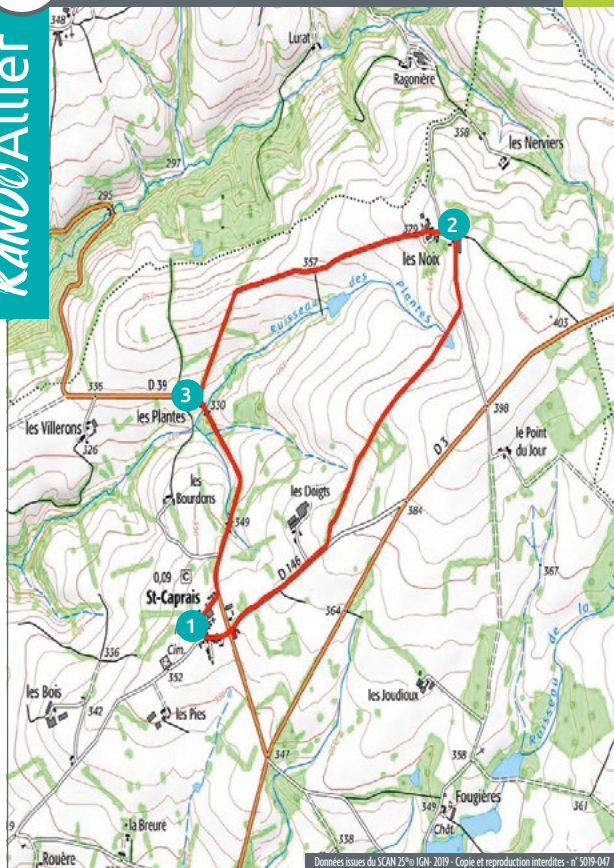 RANDO Allier
348
Lurat
Ragonière
358
les Nerviers
297
295
379
2
les Noix
357
Ruisseau des Plantes
403
336
D 39
3
330
les Plantes
398
les Villerons
326
D 3
le Point
du Jour
les
Bourdons
les Doigts
384
349
D 146
367
0,09 C
St-Caprais
364
1
Cim.
336
352
Ruisseau de la
les Bois
342
les Pies
les Joudioux
347
358
Fougières
349
361
Chât
la Breure
338
Rouère
Données issues du SCAN 25® IGN- 2019 - Copie et reproduction interdites - n° 5019-047